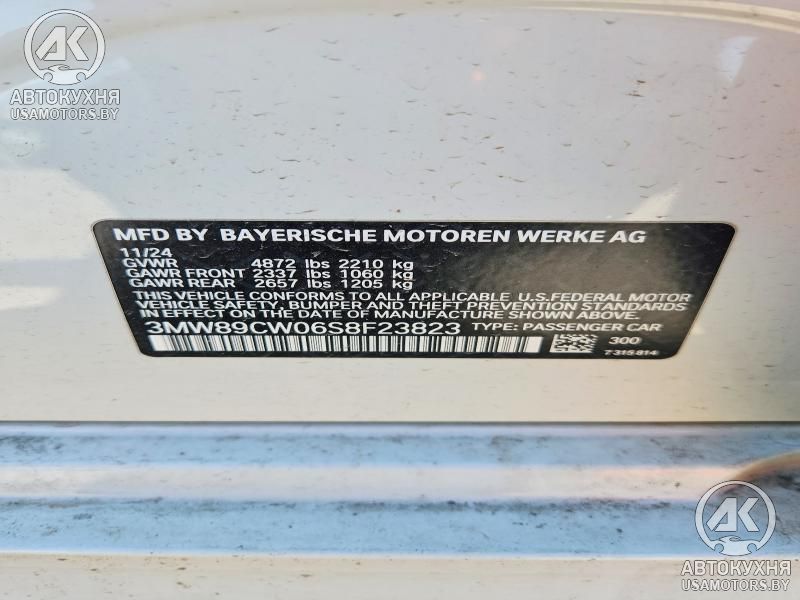 AK
АВТОКУХНЯ
USAMOTORS.BY
MFD BY BAYERISCHE MOTOREN WERKE AG
11/24
GVWR 4872 lbs 2210 kg
GAWR FRONT 2337 lbs 1060 kg
GAWR REAR 2657 lbs 1205 kg
THIS VEHICLE CONFORMS TO ALL APPLICABLE U.S.FEDERAL MOTOR
VEHICLE SAFETY, BUMPER AND THEFT PREVENTION STANDARDS
IN EFFECT ON THE DATE OF MANUFACTURE SHOWN ABOVE.
3MW89CW06S8F23823 TYPE: PASSENGER CAR
300
7 315 814
AK
АВТОКУХНЯ
USAMOTORS.BY